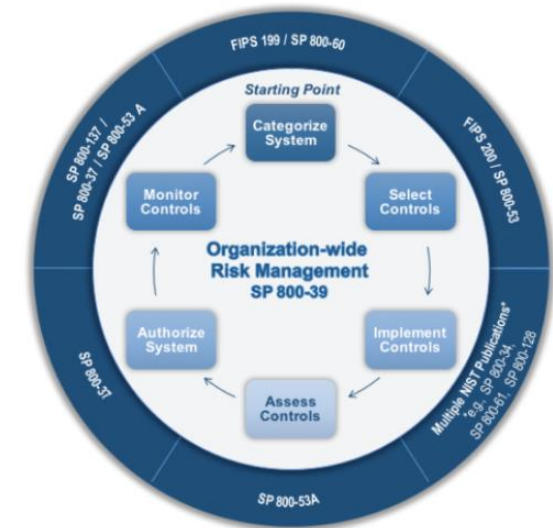 FIPS 199 / SP 800-60
Starting Point
Categorize
System
FIPS 200 / SP 800-53
Select
Controls
Multiple NIST Publications*
*e.g., SP 800-34,
SP 800-61, SP 800-128
Implement
Controls
SP 800-53A
Assess
Controls
SP 800-37
Authorize
System
SP 800-137 /
SP 800-37 / SP 800-53 A
Monitor
Controls
Organization-wide
Risk Management
SP 800-39